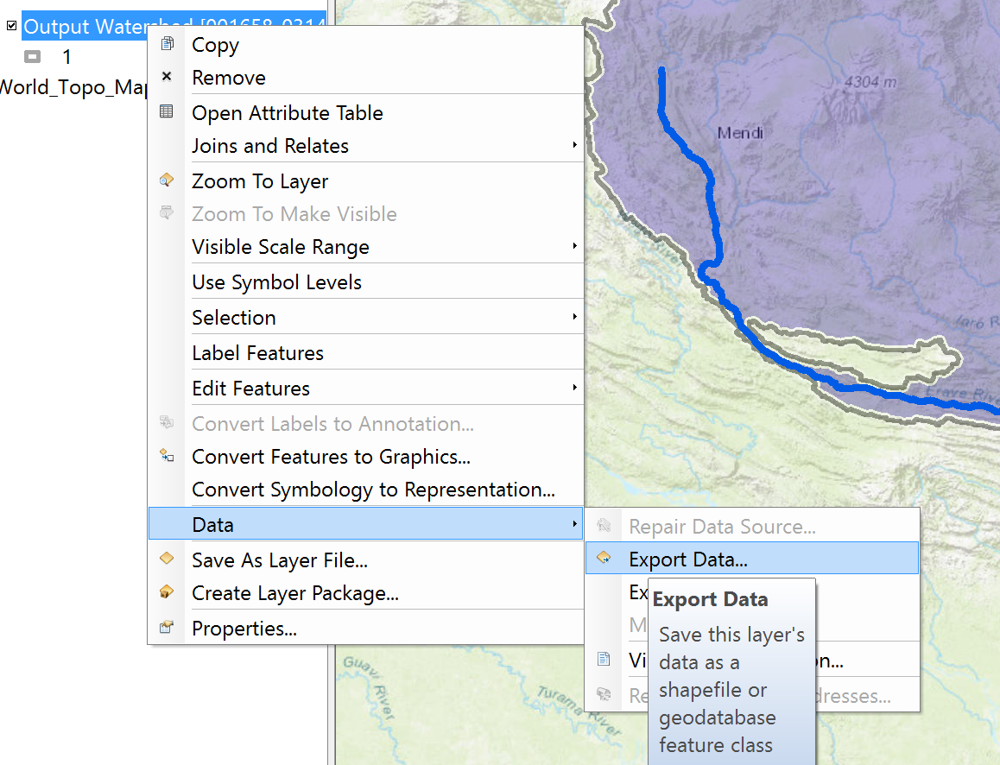 Output Watershed [001658_0314
1
World_Topo_Map
Copy
Remove
Open Attribute Table
Joins and Relates
Zoom To Layer
Zoom To Make Visible
Visible Scale Range
Use Symbol Levels
Selection
Label Features
Edit Features
Convert Labels to Annotation...
Convert Features to Graphics...
Convert Symbology to Representation...
Data
Save As Layer File...
Create Layer Package...
Properties...
Repair Data Source...
Export Data...
Ex
M
Vi n...
Re dresses...
Export Data
Save this layer's
data as a
shapefile or
geodatabase
feature class
4304 m
Mendi
Iaro R
Erave River
Guavi River
Turama River